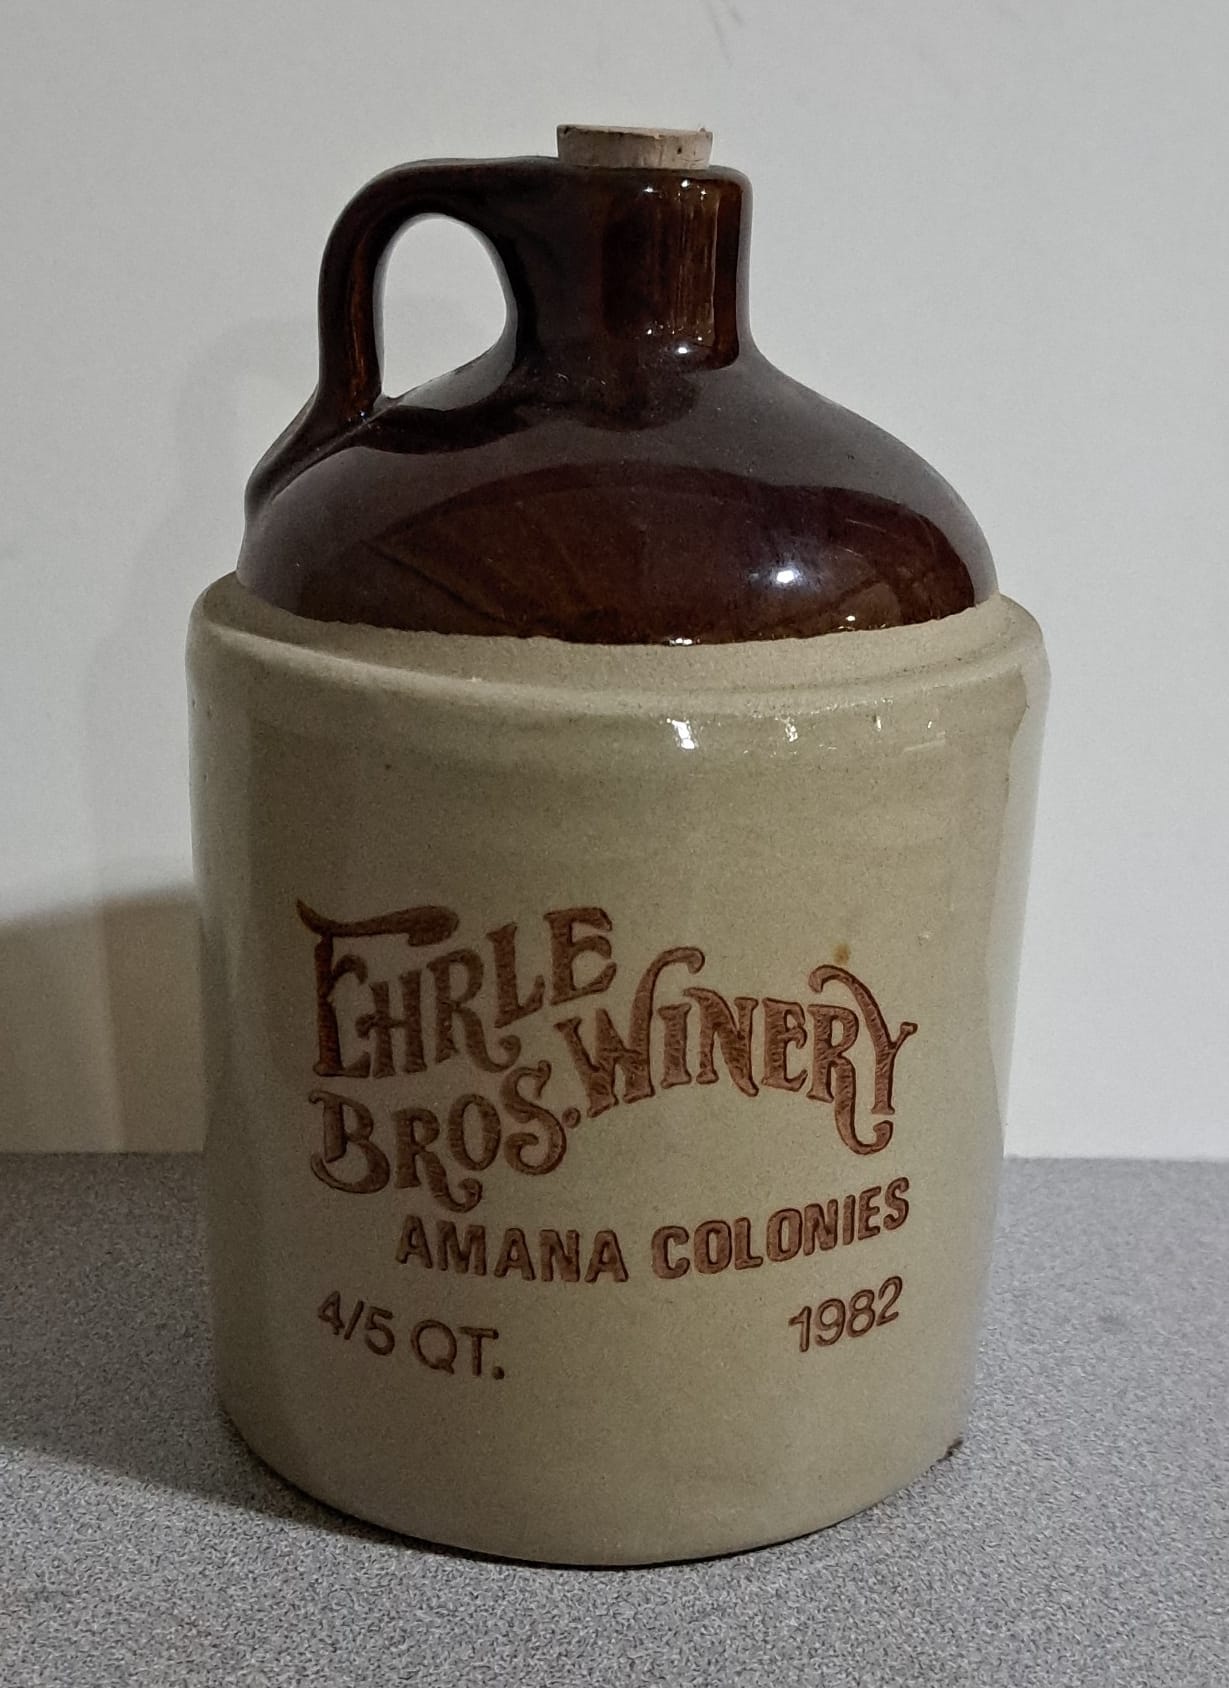 EHRLE
BROS. WINERY
AMANA COLONIES
4/5 QT. 1982